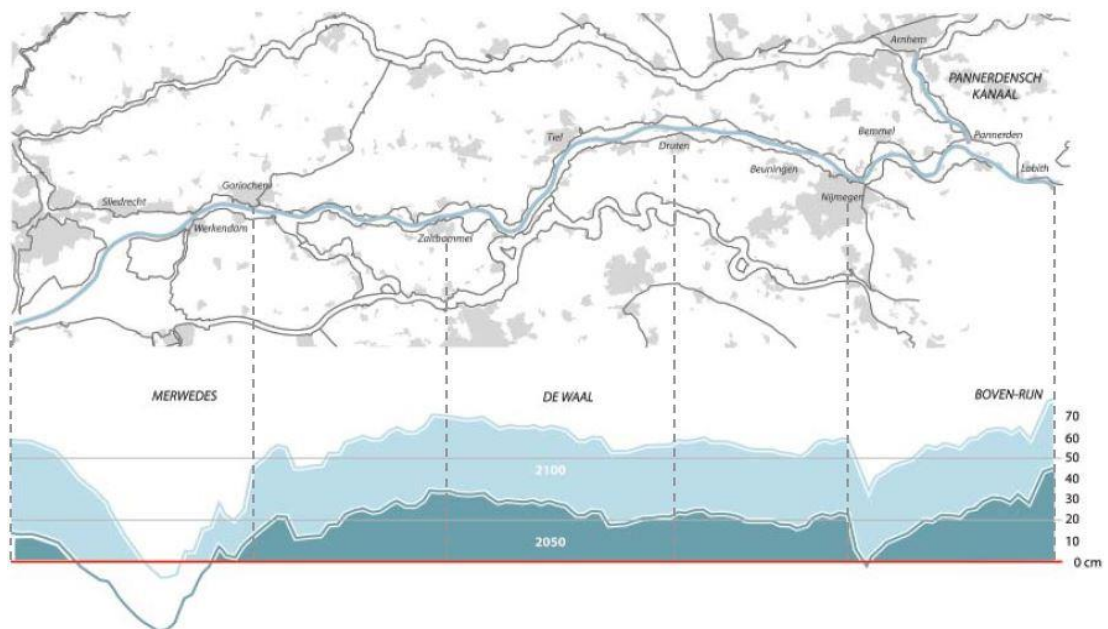 Arnhem
PANNERDENSCH
KANAAL
Bemmel
Pannerden
Tiel
Druten
Beuningen
Lobith
Gorinchem
Sliedrecht
Nijmegen
Werkendam
Zaltbommel
MERWEDES
DE WAAL
BOVEN-RIJN
70
60
50
2100
40
30
20
2050
10
0 cm